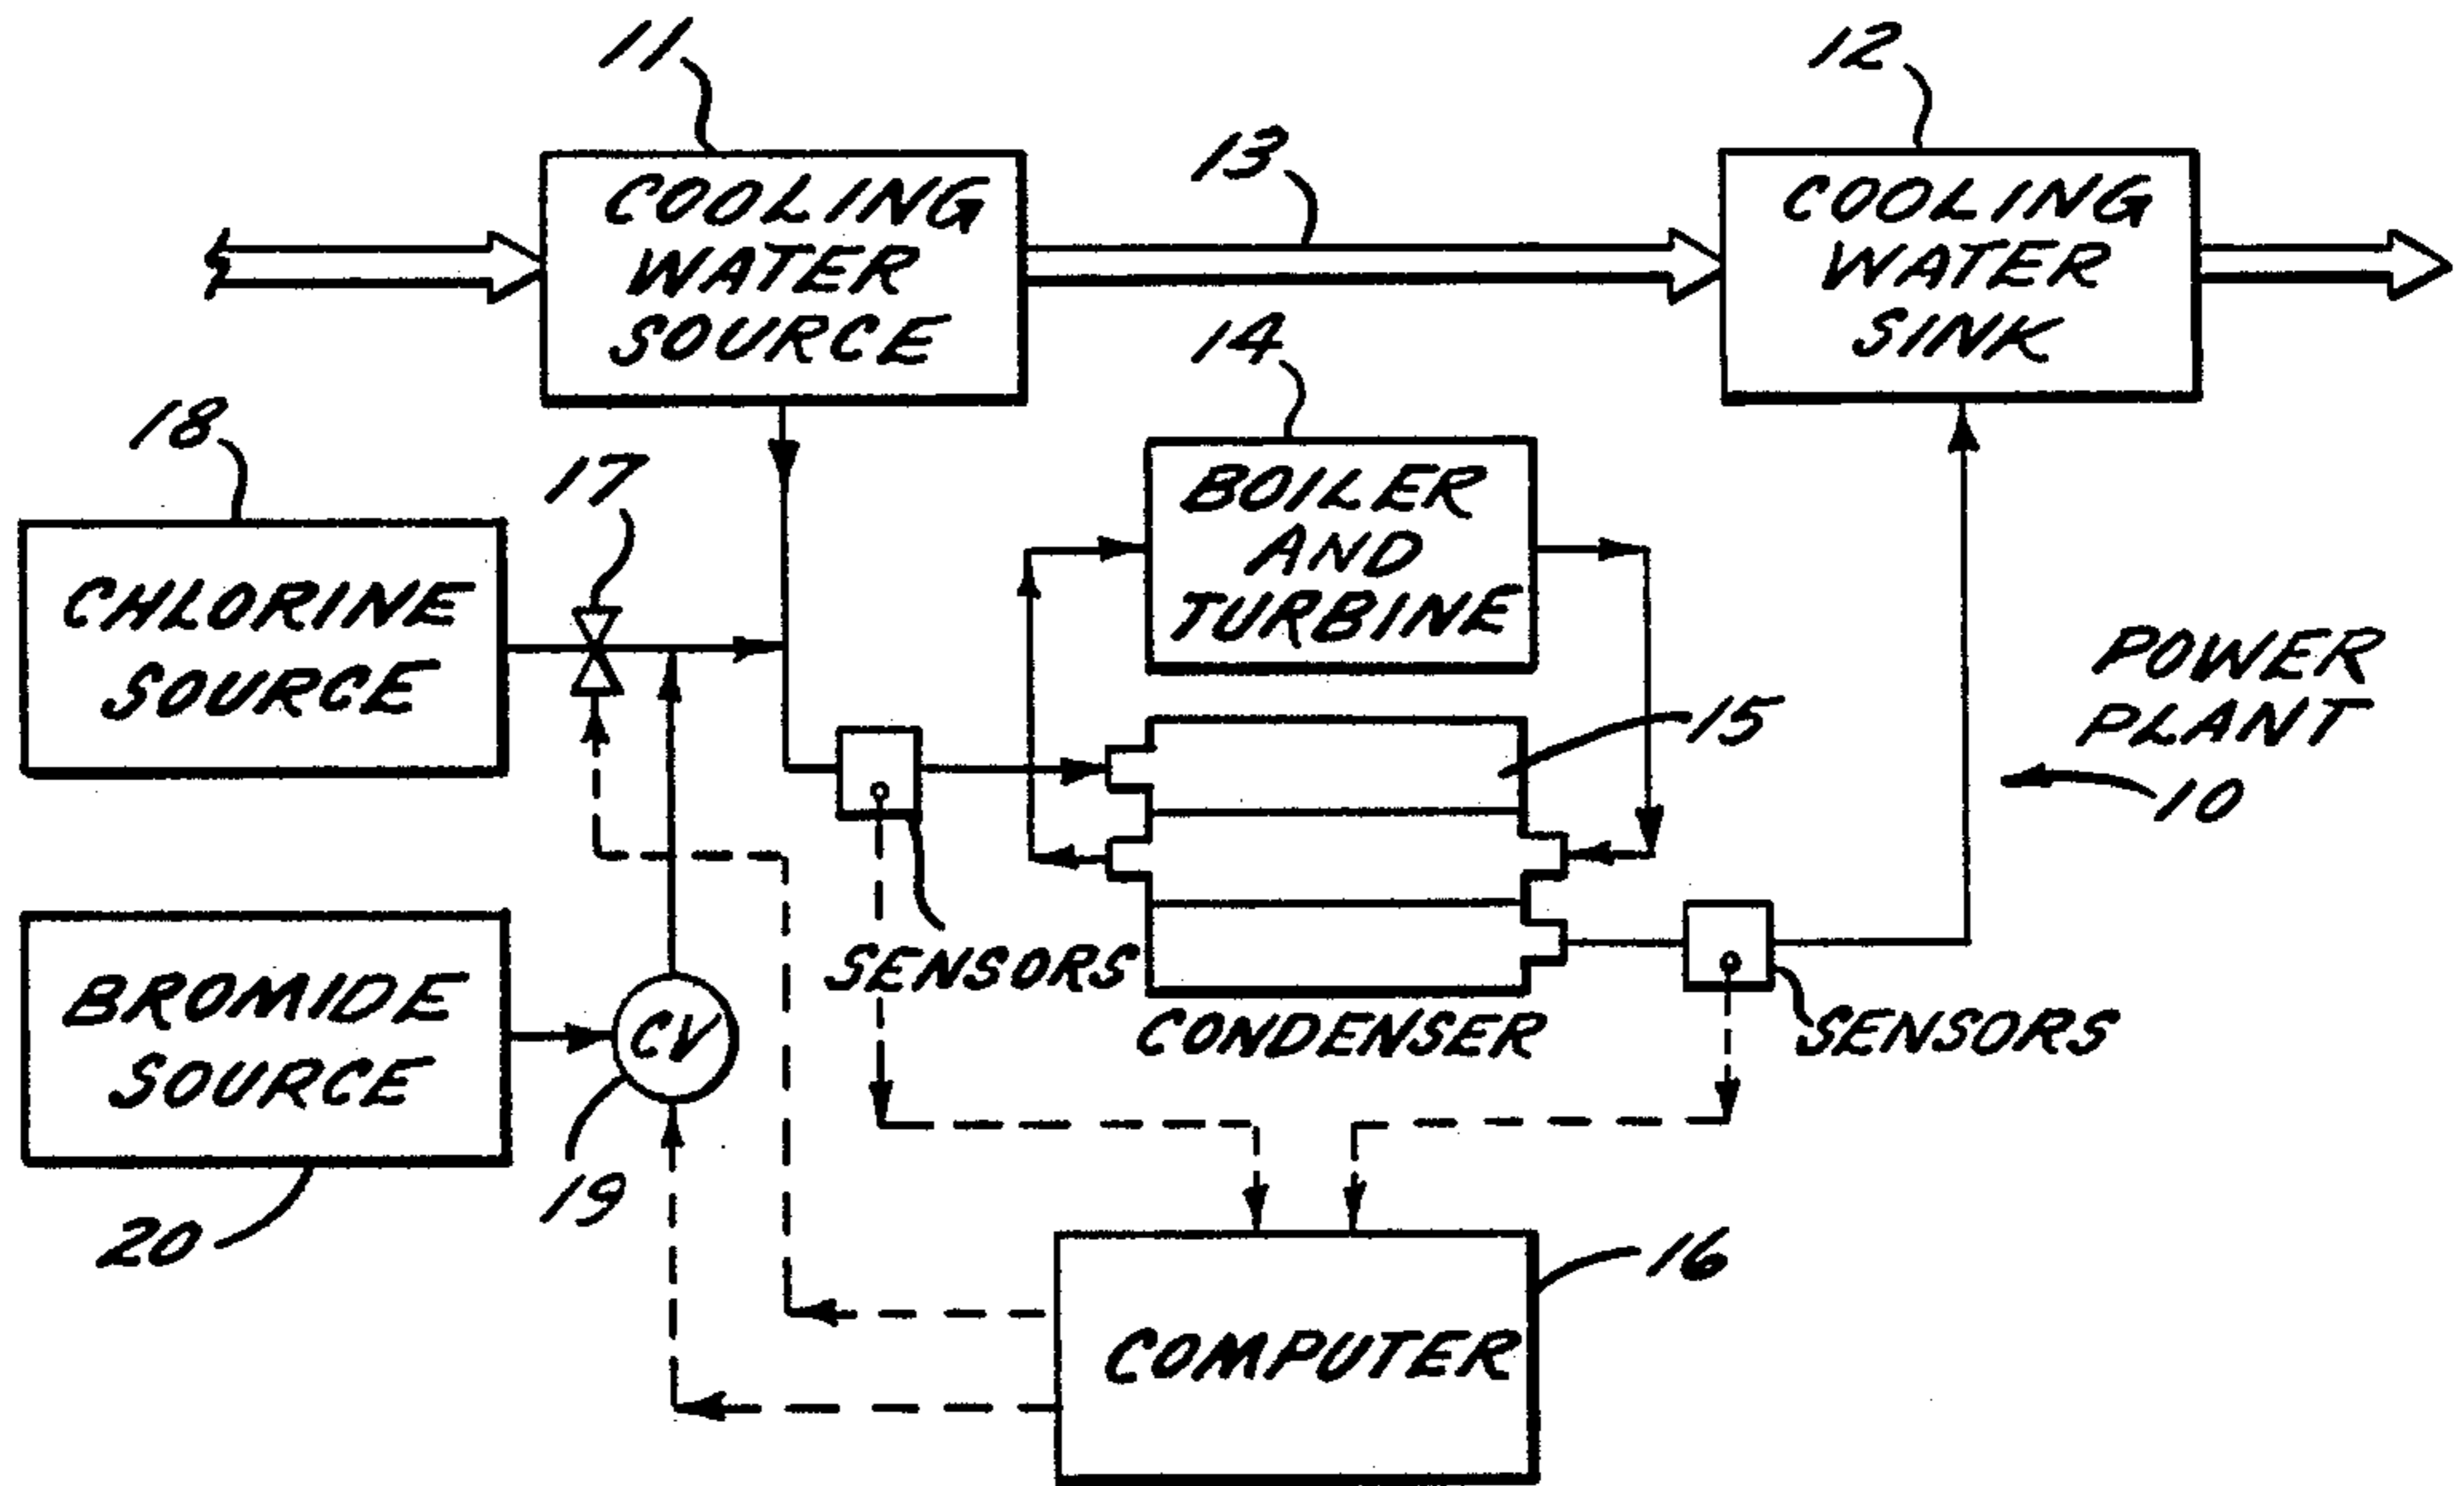 11
12
COOLING
WATER
SOURCE
13
COOLING
WATER
SINK
14
18
17
BOILER
AND
TURBINE
CHLORINE
SOURCE
POWER
PLANT
15
10
SENSORS
BROMIDE
SOURCE
CV
CONDENSER
SENSORS
19
20
16
COMPUTER